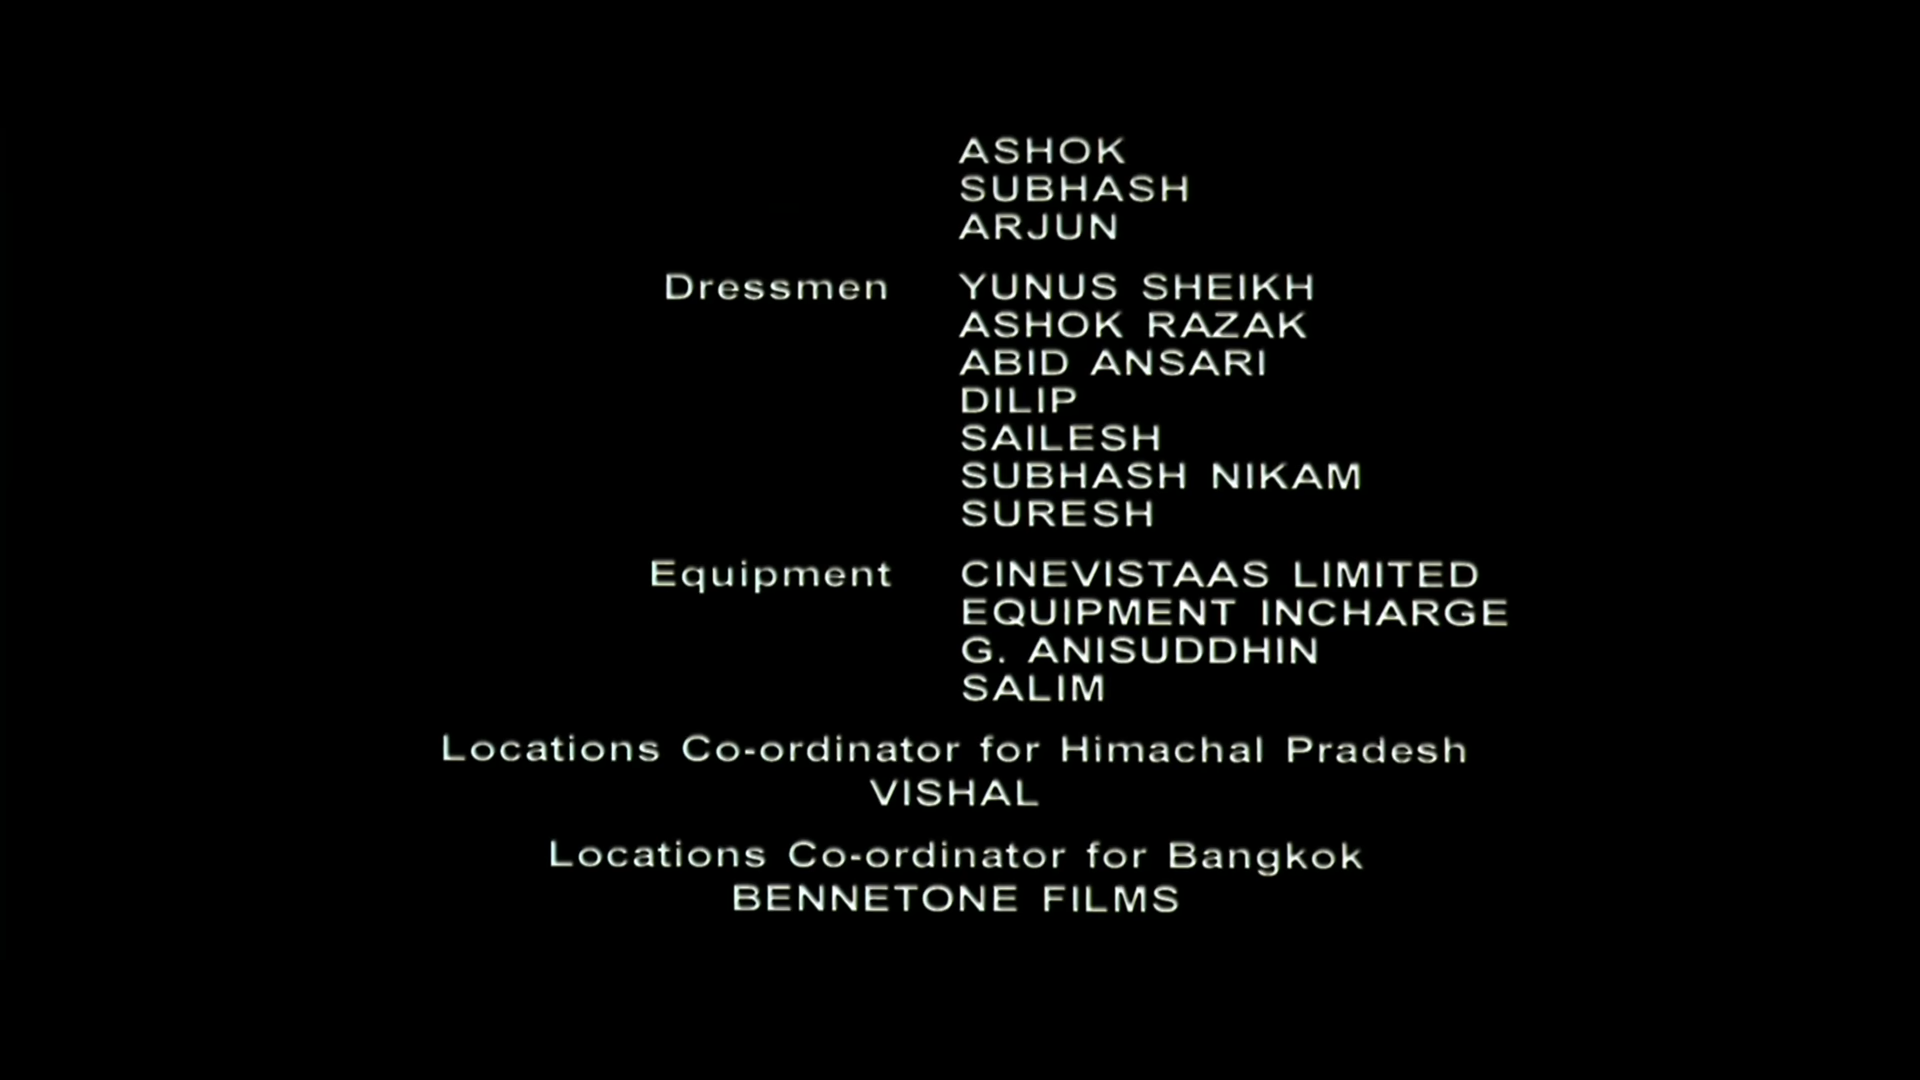 ASHOK
SUBHASH
ARJUN
Dressmen YUNUS SHEIKH
ASHOK RAZAK
ABID ANSARI
DILIP
SAILESH
SUBHASH NIKAM
SURESH
Equipment CINEVISTAAS LIMITED
EQUIPMENT INCHARGE
G. ANISUDDHIN
SALIM
Locations Co-ordinator for Himachal Pradesh
VISHAL
Locations Co-ordinator for Bangkok
BENNETONE FILMS